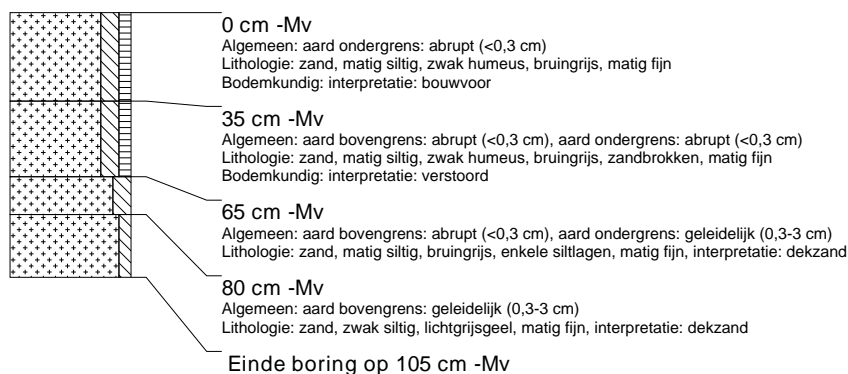 0 cm -Mv
Algemeen: aard ondergrens: abrupt (<0,3 cm)
Lithologie: zand, matig siltig, zwak humeus, bruingrijs, matig fijn
Bodemkundig: interpretatie: bouwvoor
35 cm -Mv
Algemeen: aard bovengrens: abrupt (<0,3 cm), aard ondergrens: abrupt (<0,3 cm)
Lithologie: zand, matig siltig, zwak humeus, bruingrijs, zandbrokken, matig fijn
Bodemkundig: interpretatie: verstoord
65 cm -Mv
Algemeen: aard bovengrens: abrupt (<0,3 cm), aard ondergrens: geleidelijk (0,3-3 cm)
Lithologie: zand, matig siltig, bruingrijs, enkele siltlagen, matig fijn, interpretatie: dekzand
80 cm -Mv
Algemeen: aard bovengrens: geleidelijk (0,3-3 cm)
Lithologie: zand, zwak siltig, lichtgrijsgeel, matig fijn, interpretatie: dekzand
Einde boring op 105 cm -Mv